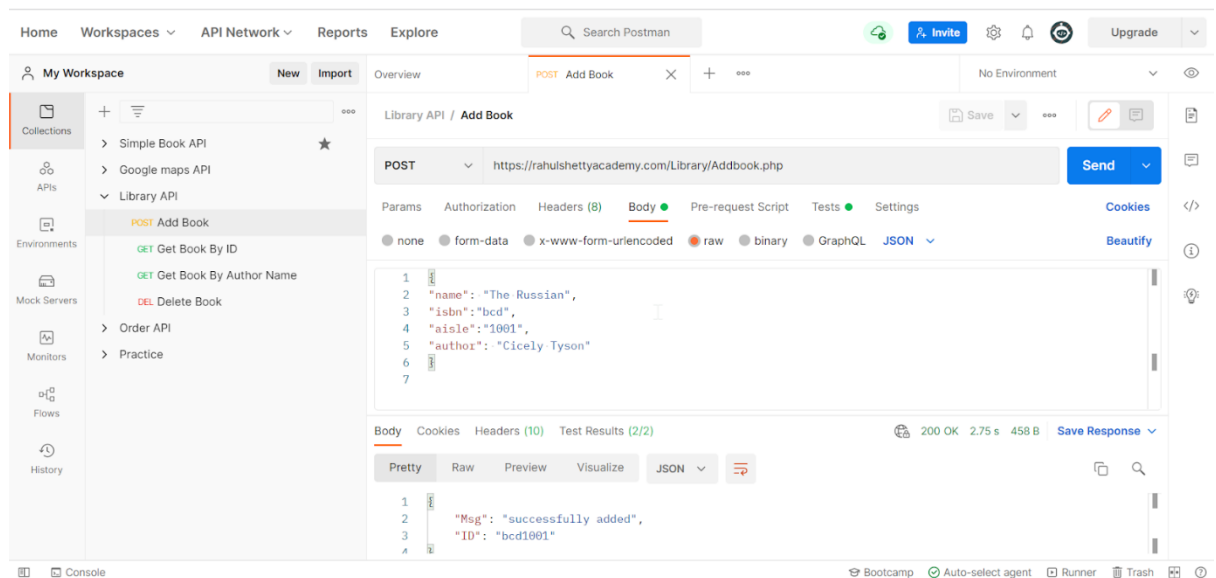 Home Workspaces API Network Reports Explore Search Postman Invite Upgrade
My Workspace New Import Overview POST Add Book No Environment
Collections
APIs
Environments
Mock Servers
Monitors
Flows
History
Simple Book API
Google maps API
Library API
POST Add Book
GET Get Book By ID
GET Get Book By Author Name
DEL Delete Book
Order API
Practice
Library API / Add Book Save
POST https://rahulshettyacademy.com/Library/Addbook.php Send
Params Authorization Headers (8) Body Pre-request Script Tests Settings Cookies
none form-data x-www-form-urlencoded raw binary GraphQL JSON Beautify
1 {
2 "name": "The Russian",
3 "isbn":"bcd",
4 "aisle":"1001",
5 "author": "Cicely Tyson"
6 }
7
Body Cookies Headers (10) Test Results (2/2) 200 OK 2.75 s 458 B Save Response
Pretty Raw Preview Visualize JSON
1 {
2 "Msg": "successfully added",
3 "ID": "bcd1001"
4 }
Console Bootcamp Auto-select agent Runner Trash